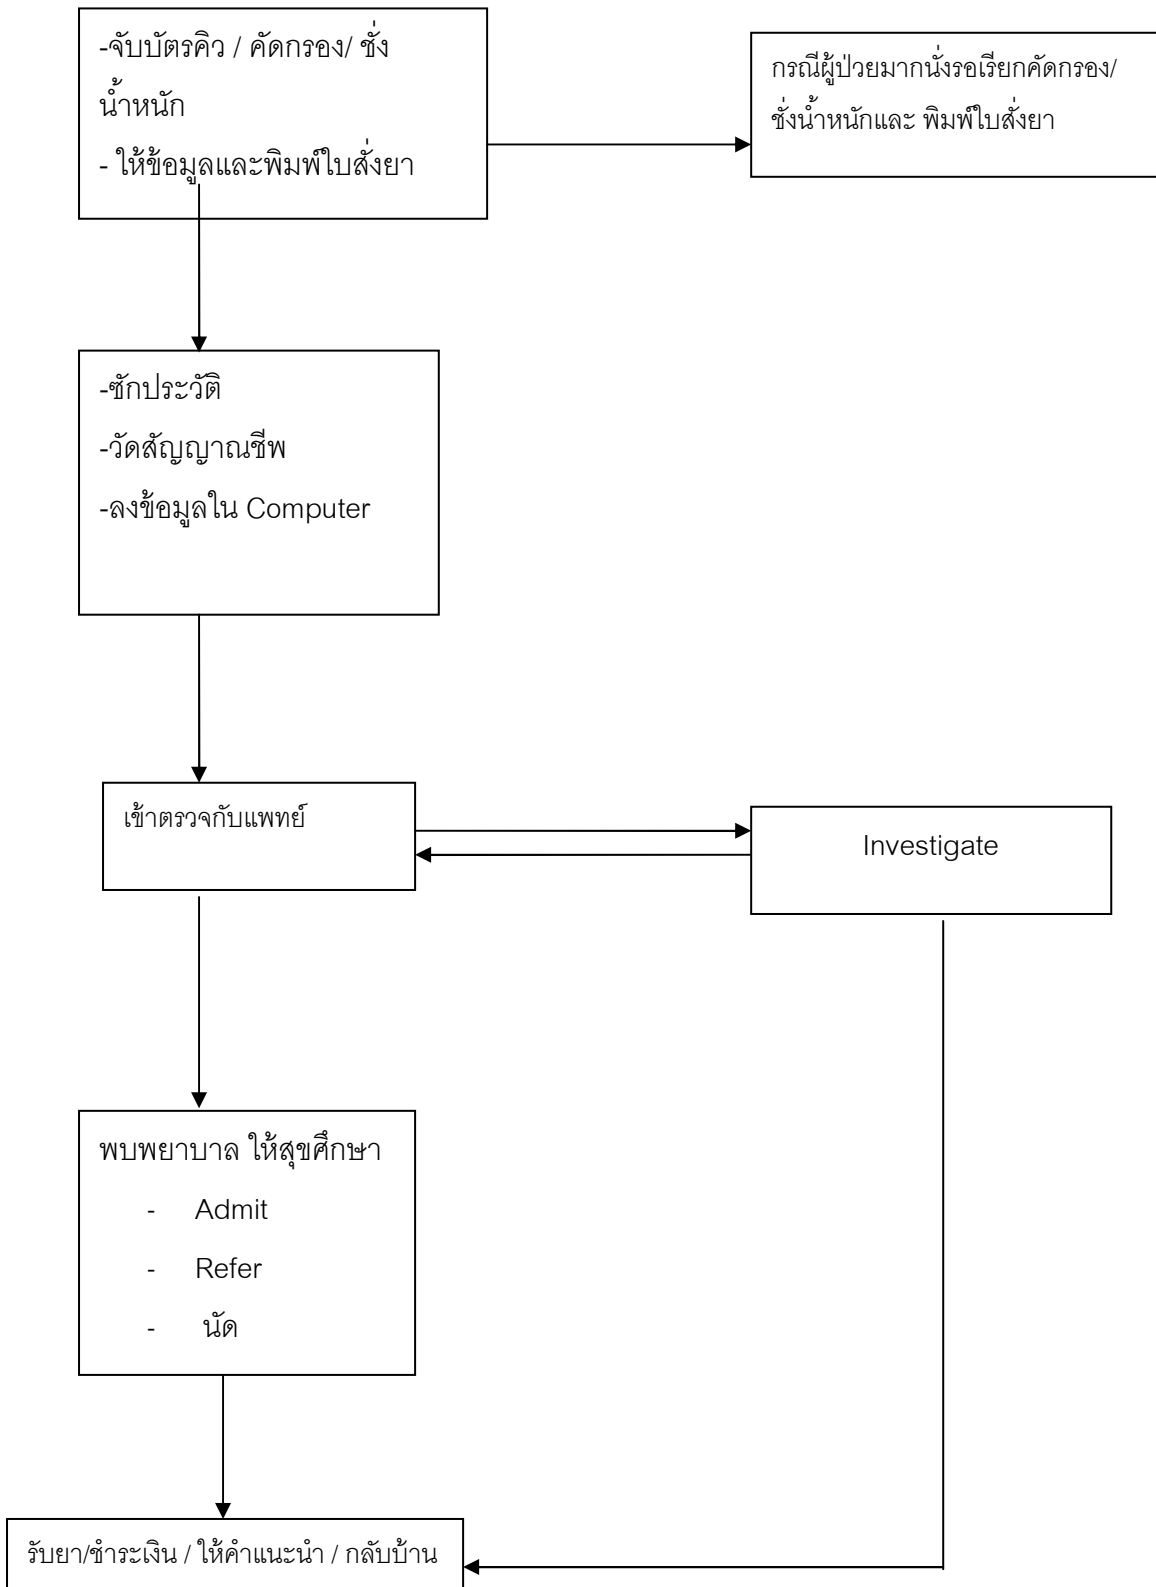 -จับบัตรคิว / คัดกรอง/ ชั่ง
น้ำหนัก
- ให้ข้อมูลและพิมพ์ใบสั่งยา
กรณีผู้ป่วยมากนั่งรอเรียกคัดกรอง/
ชั่งน้ำหนักและ พิมพ์ใบสั่งยา
-ซักประวัติ
-วัดสัญญาณชีพ
-ลงข้อมูลใน Computer
เข้าตรวจกับแพทย์
Investigate
พบพยาบาล ให้สุขศึกษา
- Admit
- Refer
- นัด
รับยา/ชำระเงิน / ให้คำแนะนำ / กลับบ้าน